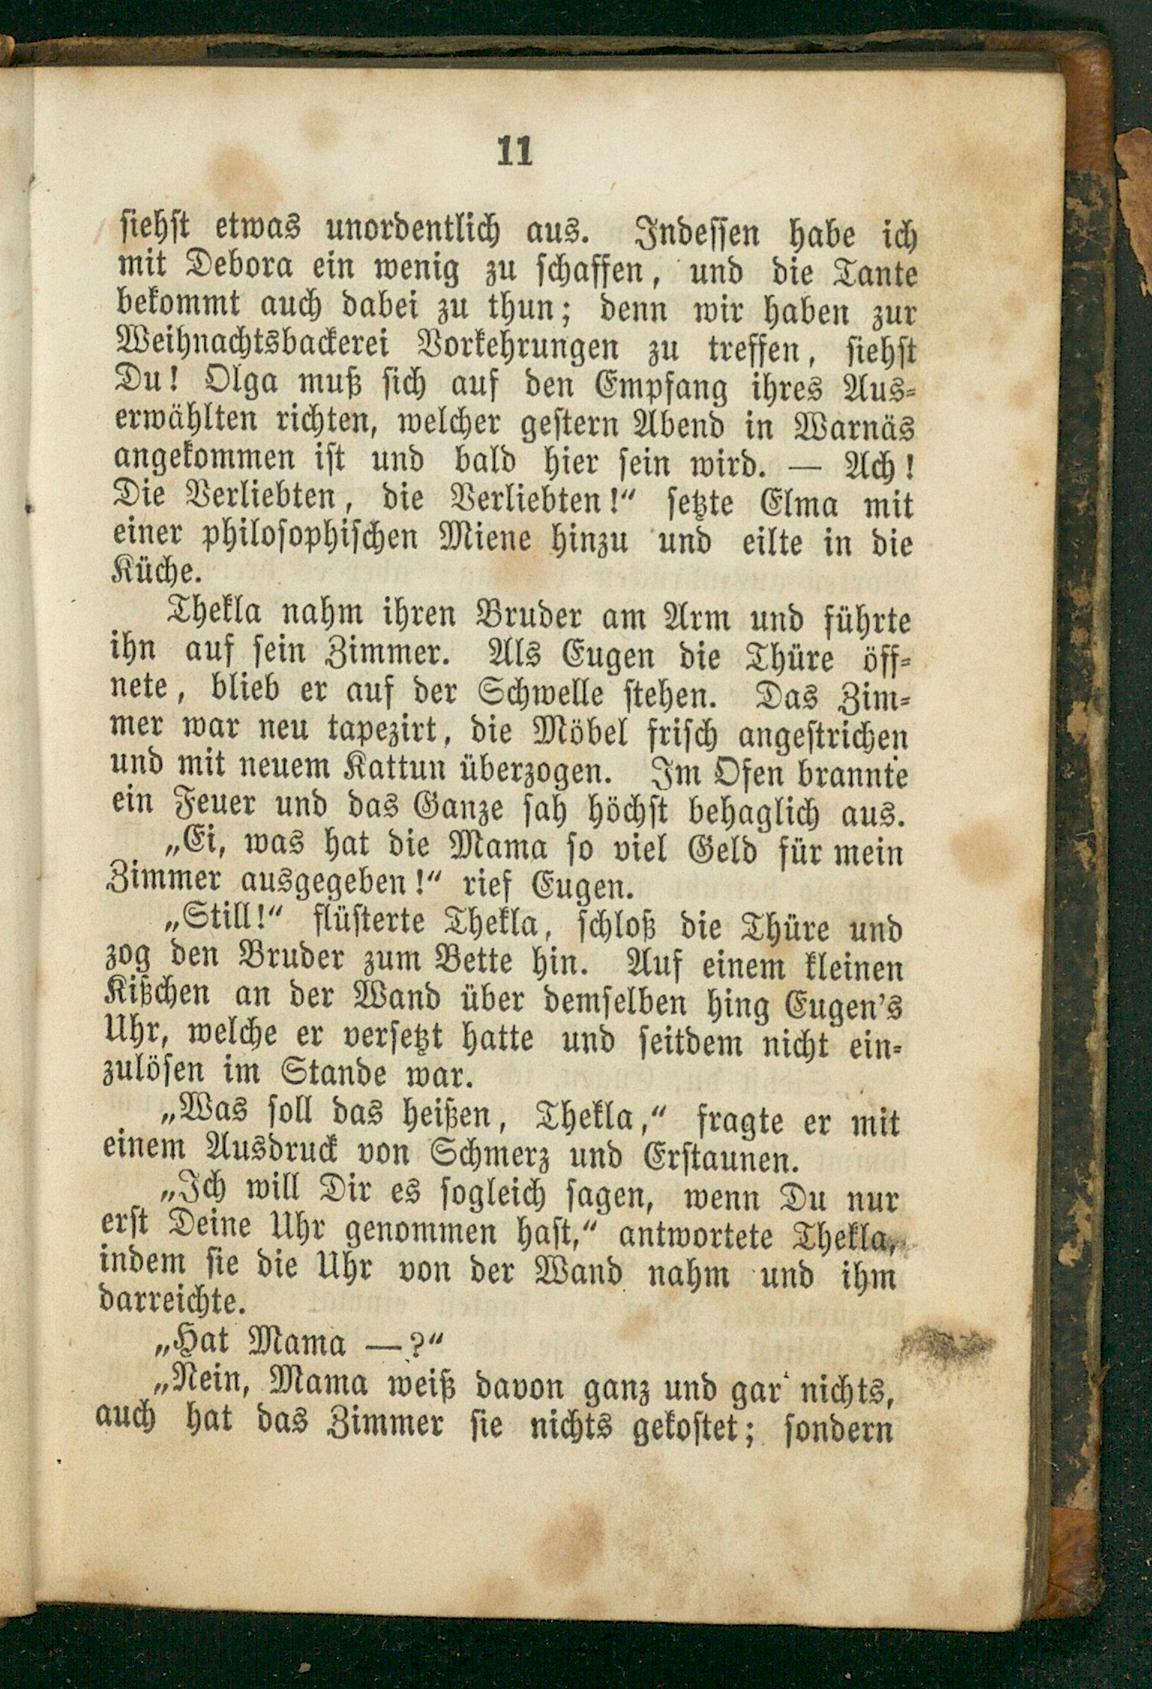 11
siehst etwas unordentlich aus. Indessen habe ich
mit Debora ein wenig zu schaffen, und die Tante
bekommt auch dabei zu thun; denn wir haben zur
Weihnachtsbackerei Vorkehrungen zu treffen, siehst
Du! Olga muß sich auf den Empfang ihres Aus-
erwählten richten, welcher gestern Abend in Warnäs
angekommen ist und bald hier sein wird. — Ach!
Die Verliebten, die Verliebten!“ setzte Elma mit
einer philosophischen Miene hinzu und eilte in die
Küche.
Thekla nahm ihren Bruder am Arm und führte
ihn auf sein Zimmer. Als Eugen die Thüre öff-
nete, blieb er auf der Schwelle stehen. Das Zim-
mer war neu tapezirt, die Möbel frisch angestrichen
und mit neuem Kattun überzogen. Im Ofen brannte
ein Feuer und das Ganze sah höchst behaglich aus.
„Ei, was hat die Mama so viel Geld für mein
Zimmer ausgegeben!“ rief Eugen.
„Still!“ flüsterte Thekla, schloß die Thüre und
zog den Bruder zum Bette hin. Auf einem kleinen
Kißchen an der Wand über demselben hing Eugen's
Uhr, welche er versetzt hatte und seitdem nicht ein-
zulösen im Stande war.
„Was soll das heißen, Thekla,“ fragte er mit
einem Ausdruck von Schmerz und Erstaunen.
„Ich will Dir es sogleich sagen, wenn Du nur
erst Deine Uhr genommen hast,“ antwortete Thekla,
indem sie die Uhr von der Wand nahm und ihm
darreichte.
„Hat Mama —?“
„Nein, Mama weiß davon ganz und gar nichts,
auch hat das Zimmer sie nichts gekostet; sondern